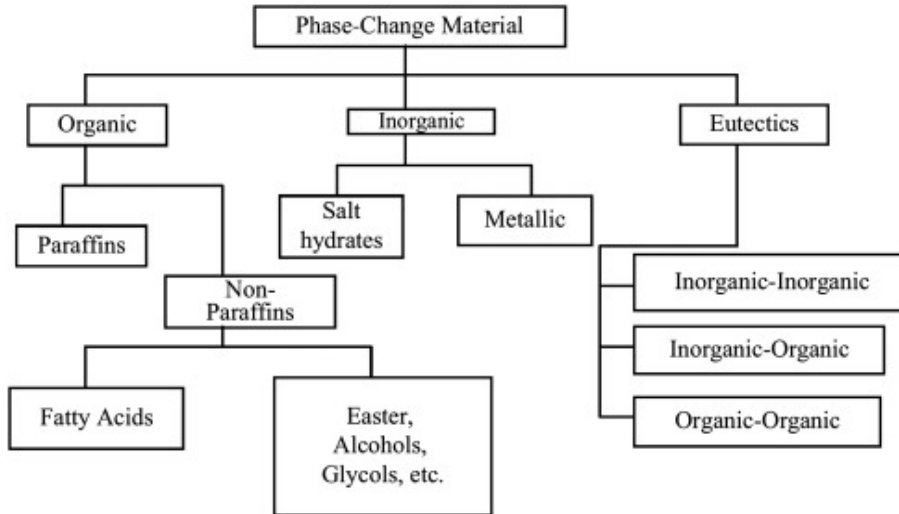 Phase-Change Material
Organic
Inorganic
Eutectics
Paraffins
Salt
hydrates
Metallic
Non-
Paraffins
Inorganic-Inorganic
Inorganic-Organic
Organic-Organic
Fatty Acids
Easter,
Alcohols,
Glycols, etc.